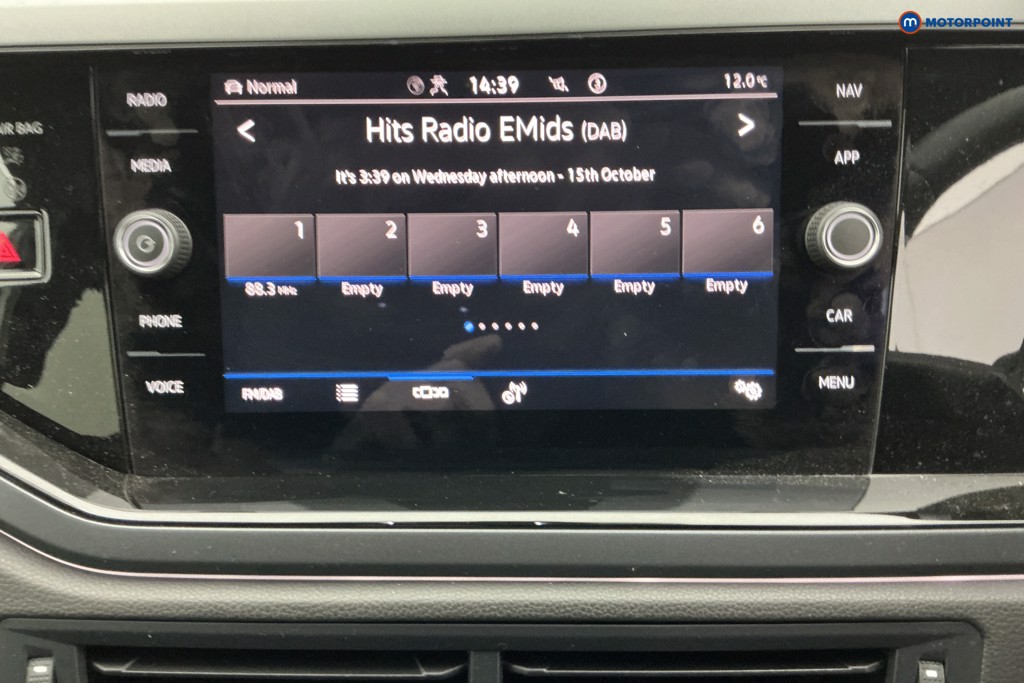 MOTORPOINT
RADIO
Normal
14:39
12.0°C
NAV
AIR BAG
MEDIA
Hits Radio EMids (DAB)
APP
It's 3:39 on Wednesday afternoon - 15th October
1 2 3 4 5 6
88.3 MHz Empty Empty Empty Empty Empty
PHONE
CAR
VOICE
FM/DAB
MENU